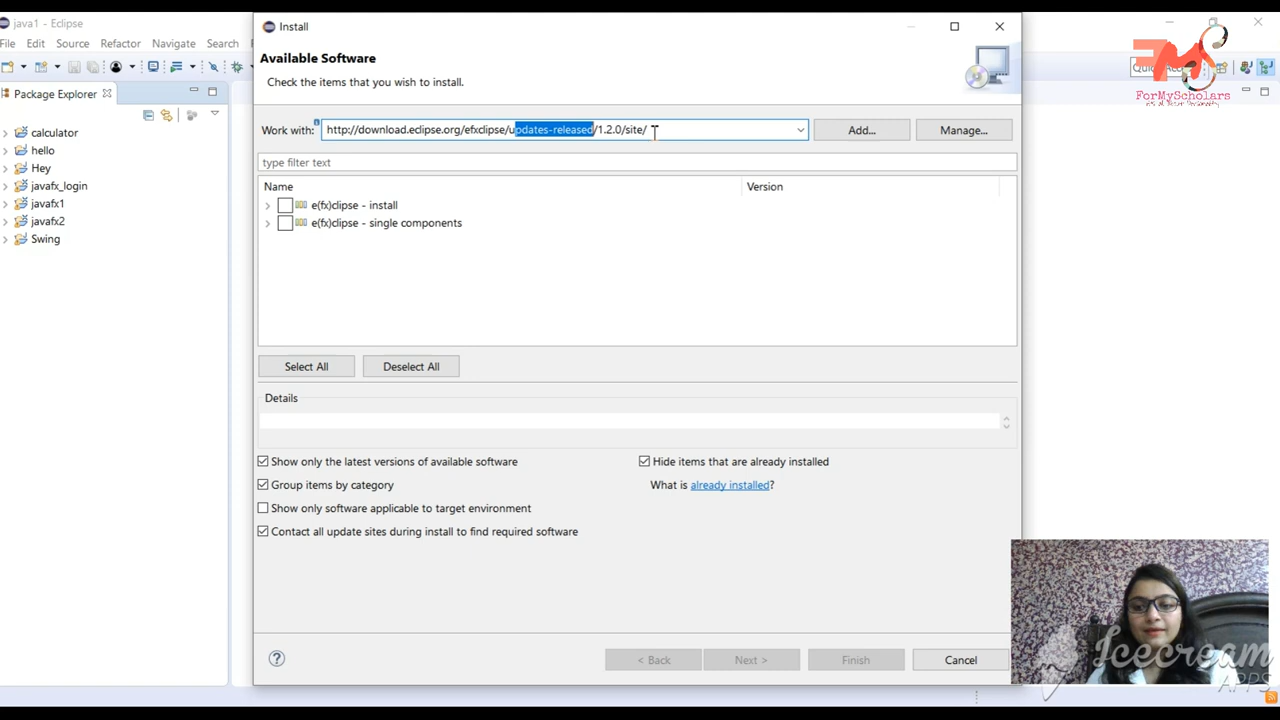 java1 - Eclipse
File Edit Source Refactor Navigate Search
Package Explorer
calculator
hello
Hey
javafx_login
javafx1
javafx2
Swing
Install
Available Software
Check the items that you wish to install.
Work with: http://download.eclipse.org/efxclipse/updates-released/1.2.0/site/ Add... Manage...
type filter text
Name Version
e(fx)clipse - install
e(fx)clipse - single components
Select All Deselect All
Details
Show only the latest versions of available software Hide items that are already installed
Group items by category What is already installed?
Show only software applicable to target environment
Contact all update sites during install to find required software
< Back Next > Finish Cancel
ForMyScholars
Icecream
APPS